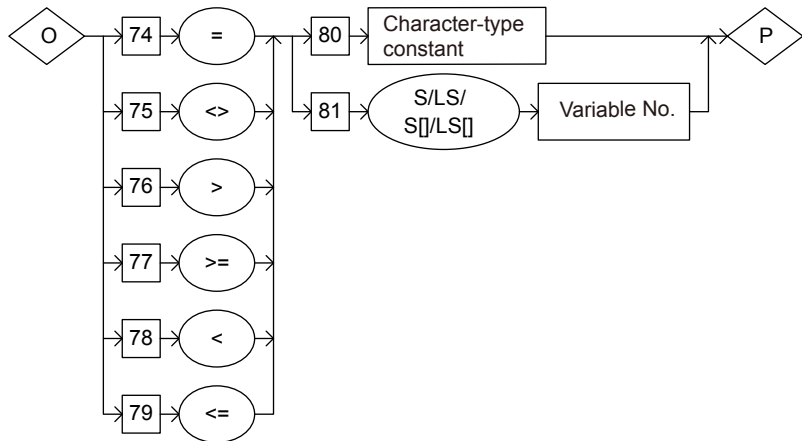 O
74
=
80
Character-type
constant
P
75
<>
81
S/LS/
S[]/LS[]
Variable No.
76
>
77
>=
78
<
79
<=